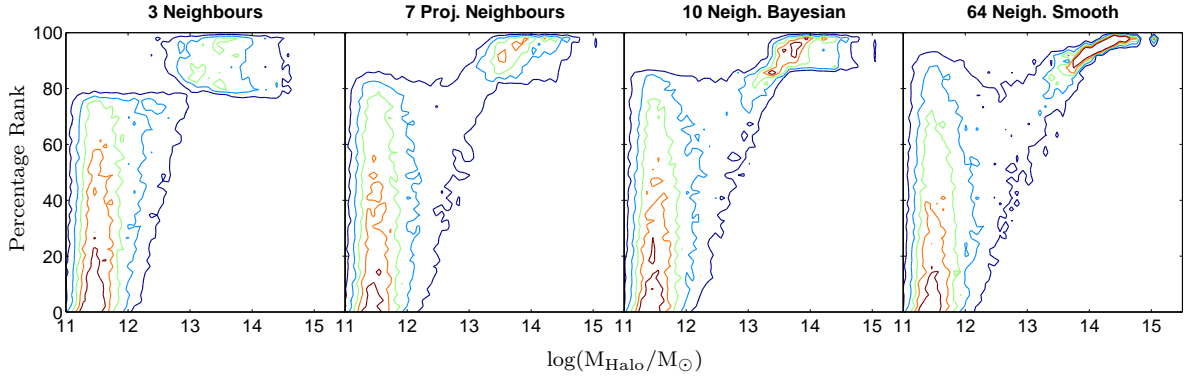 3 Neighbours
7 Proj. Neighbours
10 Neigh. Bayesian
64 Neigh. Smooth
Percentage Rank
100
80
60
40
20
0
11 12 13 14 15
11 12 13 14 15
11 12 13 14 15
11 12 13 14 15
log(M_Halo/M_⊙)